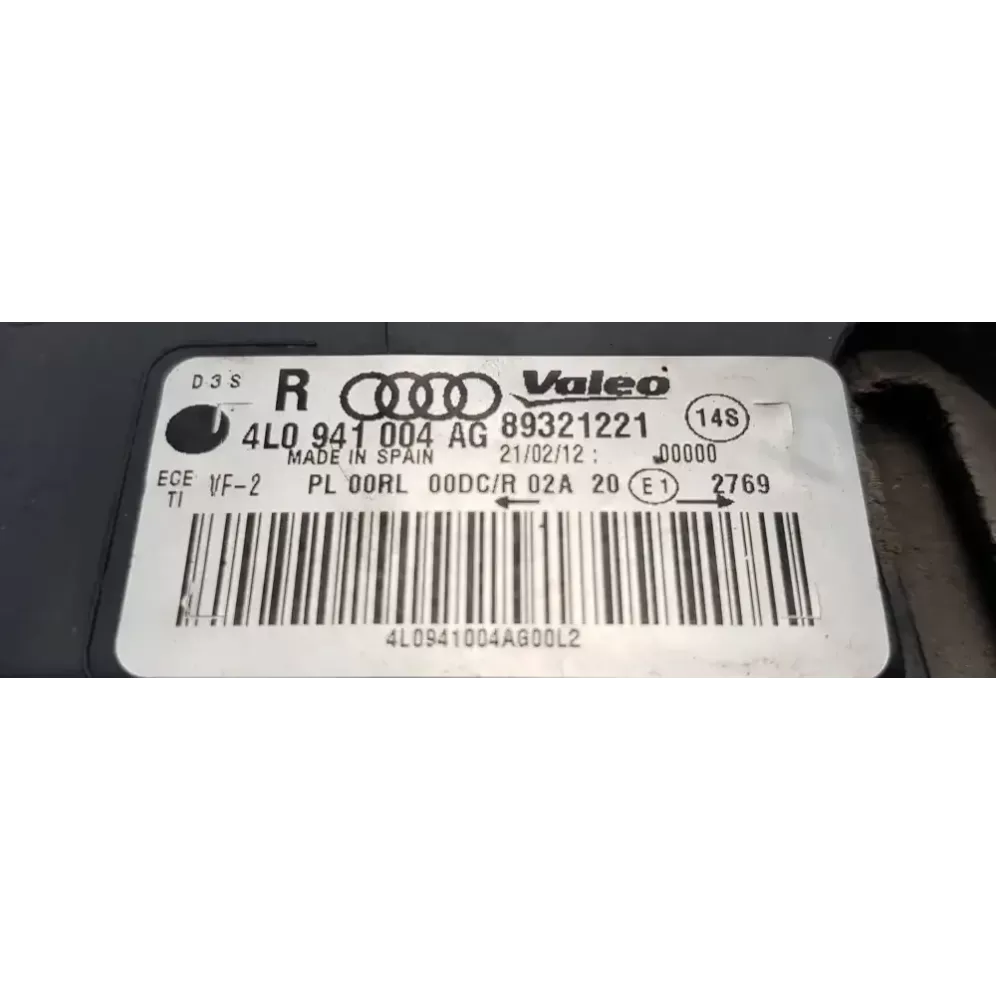 D3S R Valeo
4L0 941 004 AG 89321221 14S
MADE IN SPAIN 21/02/12 : 00000
ECE TI VF-2 PL 00RL 00DC/R 02A 20 E1 2769
4L0941004AG00L2